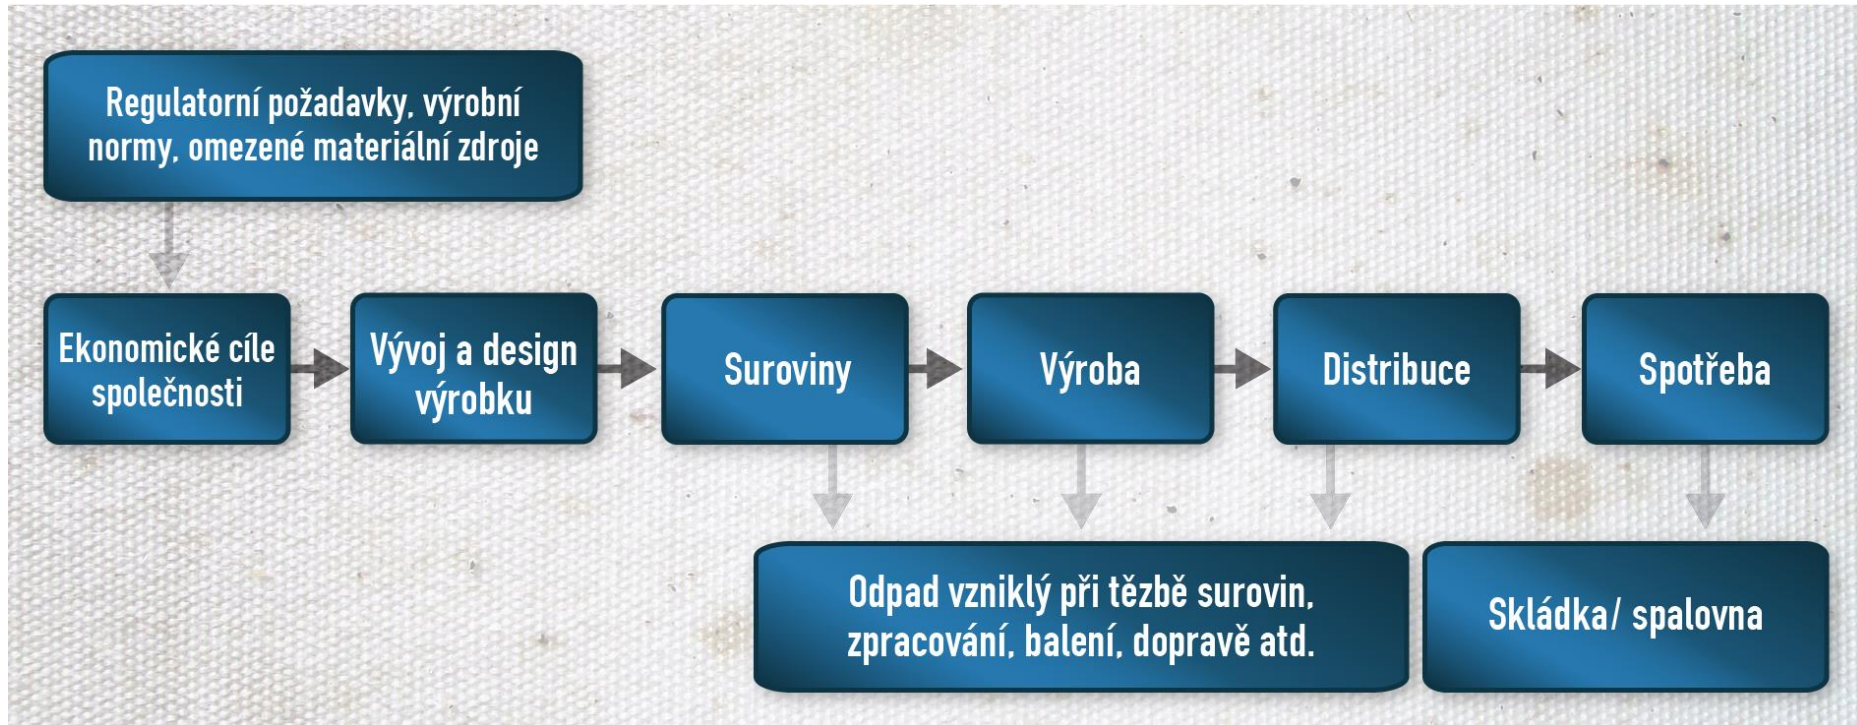 Regulatorní požadavky, výrobní
normy, omezené materiální zdroje
Ekonomické cíle
společnosti
Vývoj a design
výrobku
Suroviny
Výroba
Distribuce
Spotřeba
Odpad vzniklý při tězbě surovin,
zpracování, balení, dopravě atd.
Skládka/ spalovna